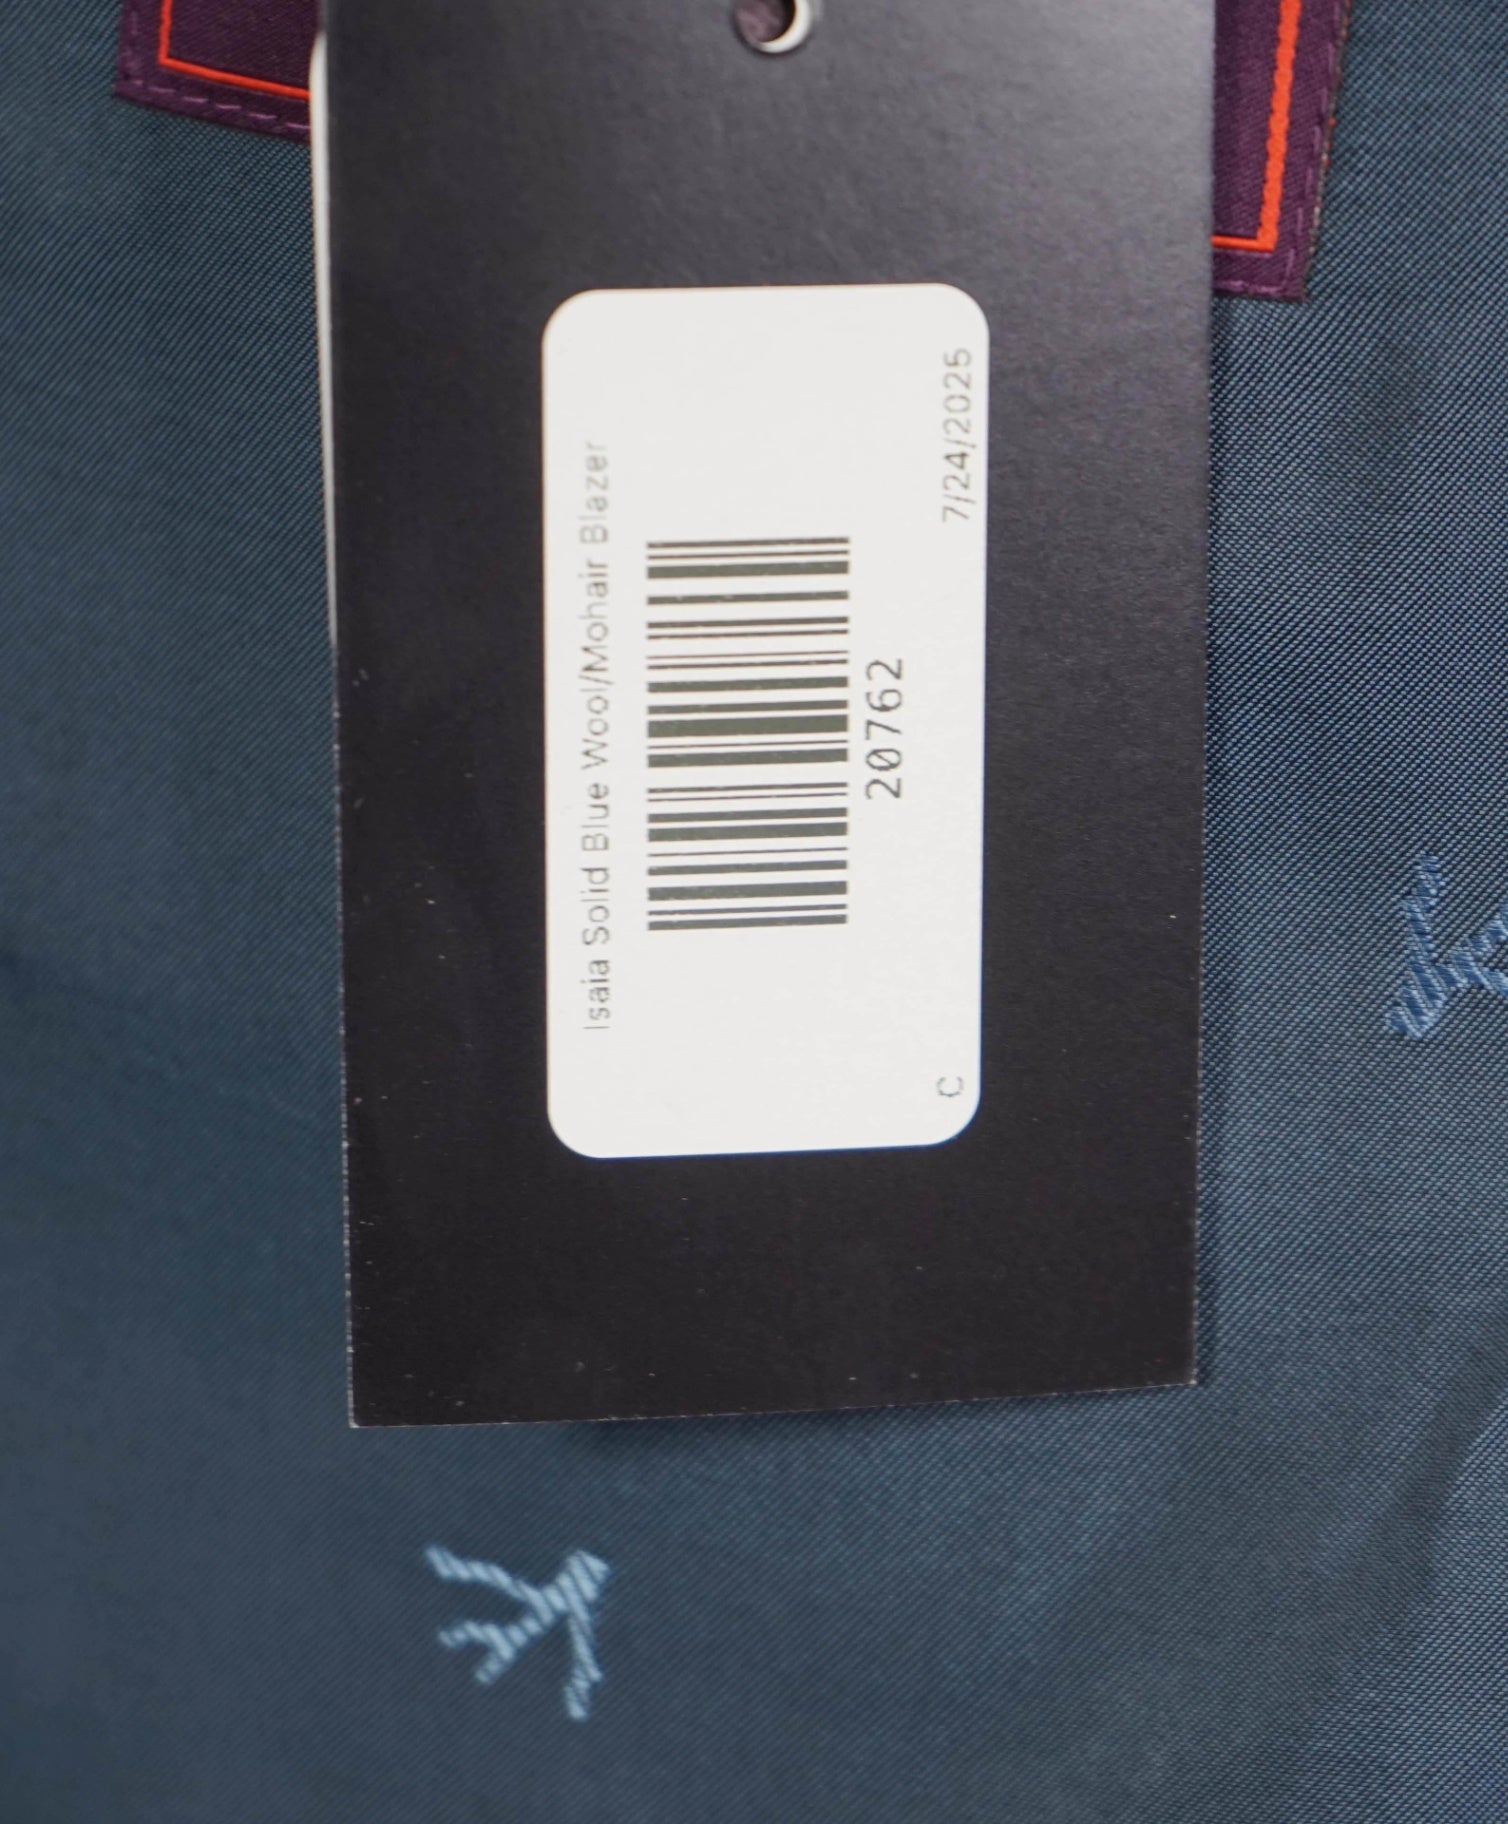 Isaia Solid Blue Wool/Mohair Blazer
20762
C 7/24/2025